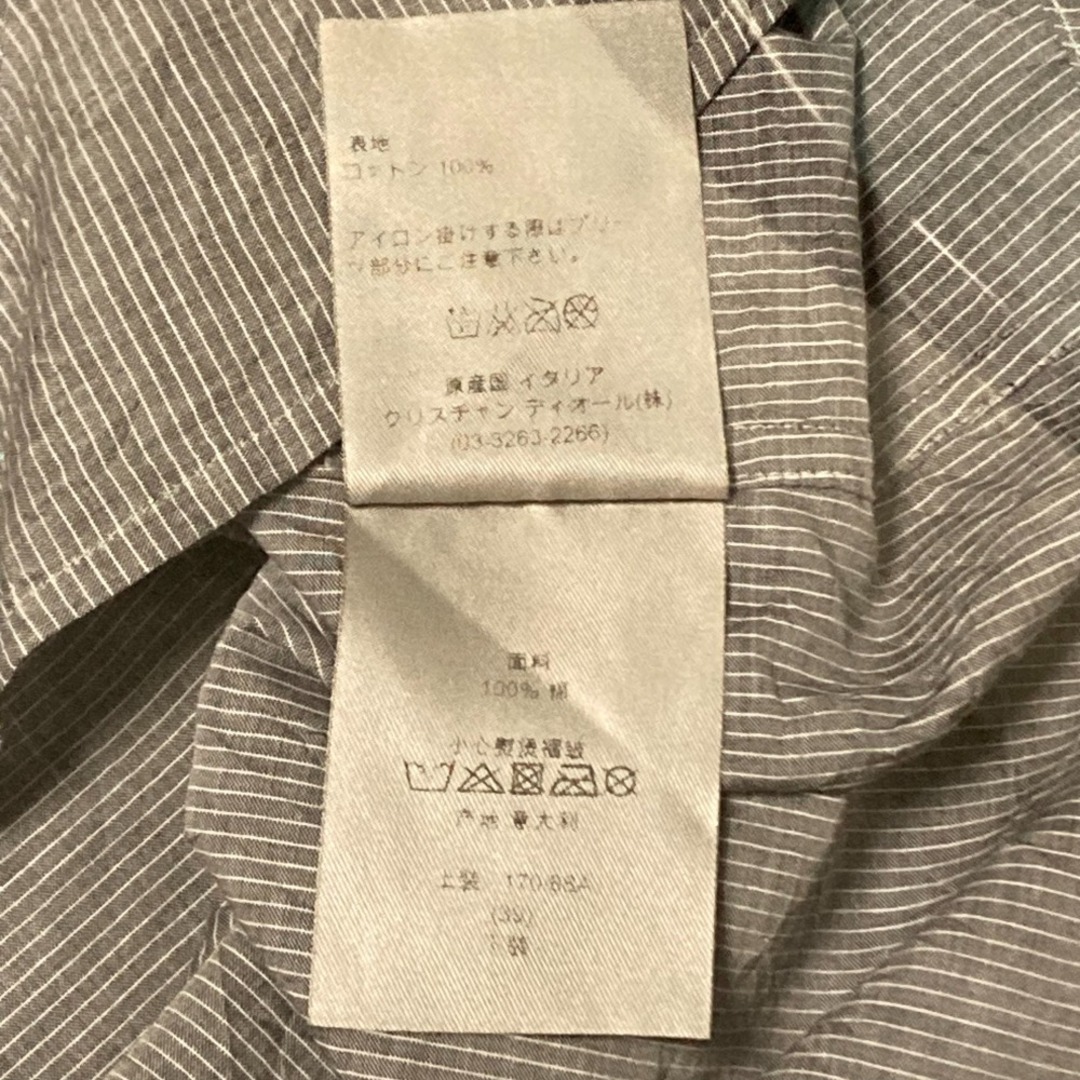 表地
コットン 100%
アイロン掛けする際はプリー
ツ部分にご注意下さい。
原産国 イタリア
クリスチャン ディオール(株)
(03-3263-2266)
面料
100% 棉
小心熨烫褶皱
产地 意大利
上装 170/88A
(39)